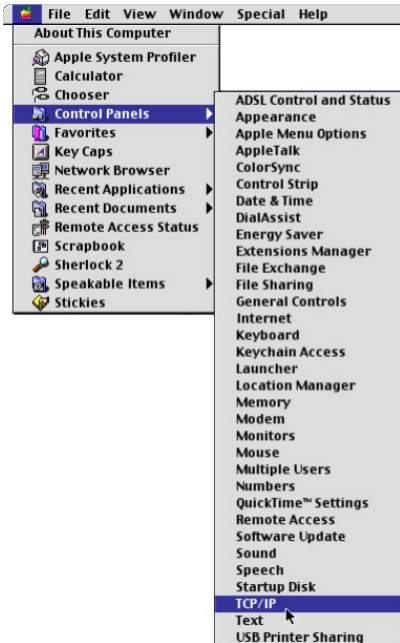 File Edit View Window Special Help
About This Computer
Apple System Profiler
Calculator
Chooser
Control Panels
Favorites
Key Caps
Network Browser
Recent Applications
Recent Documents
Remote Access Status
Scrapbook
Sherlock 2
Speakable Items
Stickies
ADSL Control and Status
Appearance
Apple Menu Options
AppleTalk
ColorSync
Control Strip
Date & Time
DialAssist
Energy Saver
Extensions Manager
File Exchange
File Sharing
General Controls
Internet
Keyboard
Keychain Access
Launcher
Location Manager
Memory
Modem
Monitors
Mouse
Multiple Users
Numbers
QuickTime™ Settings
Remote Access
Software Update
Sound
Speech
Startup Disk
TCP/IP
Text
USB Printer Sharing